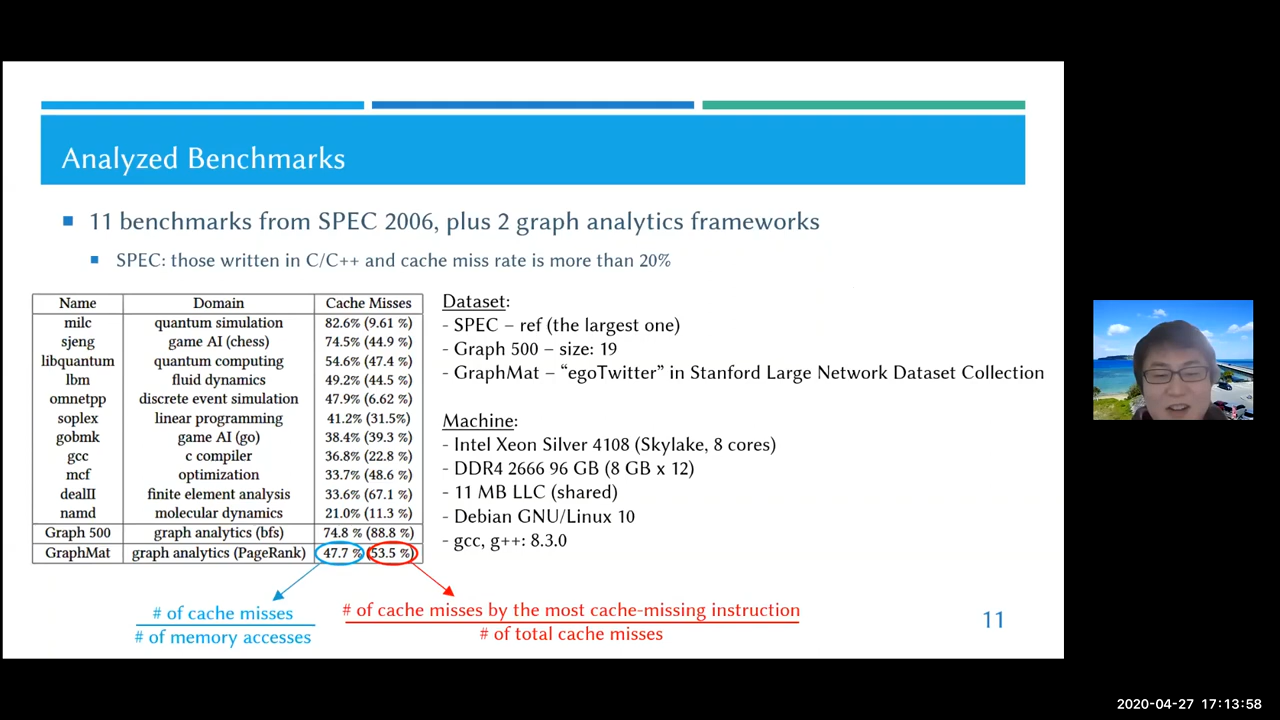 Analyzed Benchmarks
11 benchmarks from SPEC 2006, plus 2 graph analytics frameworks
SPEC: those written in C/C++ and cache miss rate is more than 20%
Name Domain Cache Misses
milc quantum simulation 82.6% (9.61 %)
sjeng game AI (chess) 74.5% (44.9 %)
libquantum quantum computing 54.6% (47.4 %)
lbm fluid dynamics 49.2% (44.5 %)
omnetpp discrete event simulation 47.9% (6.62 %)
soplex linear programming 41.2% (31.5%)
gobmk game AI (go) 38.4% (39.3 %)
gcc c compiler 36.8% (22.8 %)
mcf optimization 33.7% (48.6 %)
dealII finite element analysis 33.6% (67.1 %)
namd molecular dynamics 21.0% (11.3 %)
Graph 500 graph analytics (bfs) 74.8 % (88.8 %)
GraphMat graph analytics (PageRank) 47.7 % (53.5 %)
# of cache misses
# of memory accesses
# of cache misses by the most cache-missing instruction
# of total cache misses
Dataset:
- SPEC – ref (the largest one)
- Graph 500 – size: 19
- GraphMat – “egoTwitter” in Stanford Large Network Dataset Collection
Machine:
- Intel Xeon Silver 4108 (Skylake, 8 cores)
- DDR4 2666 96 GB (8 GB x 12)
- 11 MB LLC (shared)
- Debian GNU/Linux 10
- gcc, g++: 8.3.0
11
2020-04-27 17:13:58